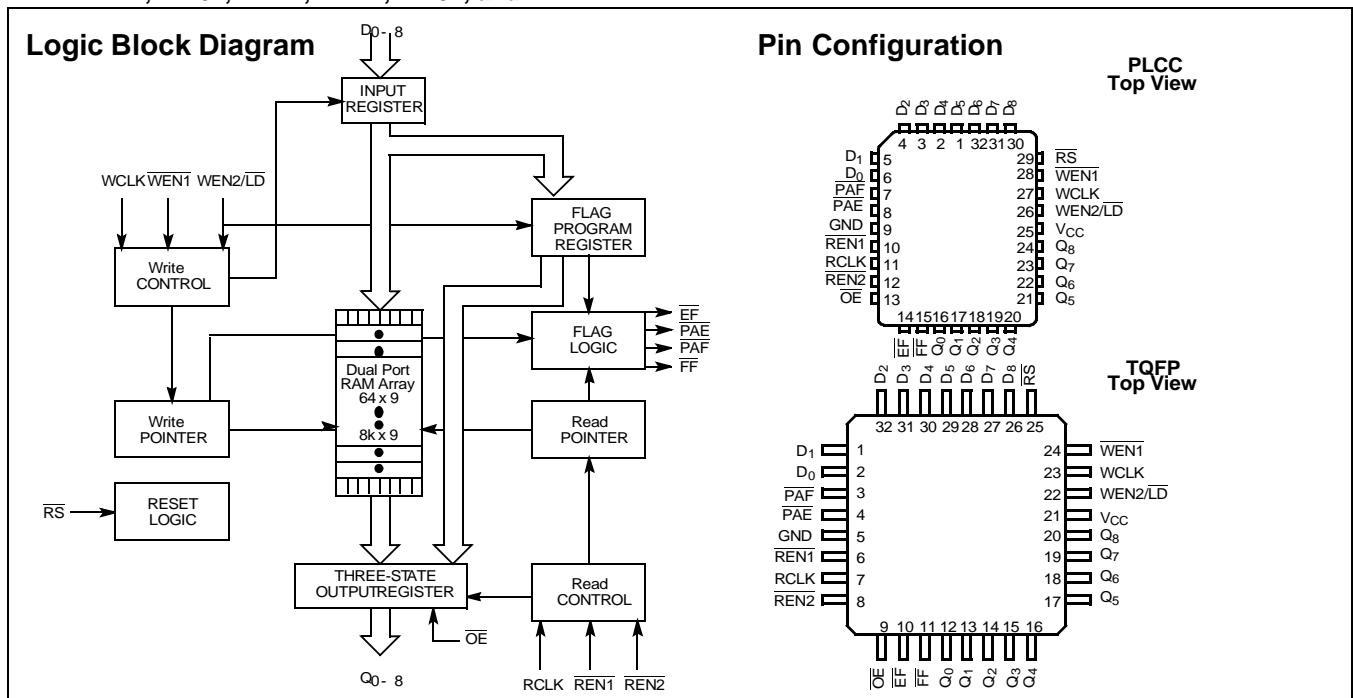 Logic Block Diagram
D0- 8
INPUT
REGISTER
WCLK WEN1 WEN2/LD
FLAG
PROGRAM
REGISTER
Write
CONTROL
FLAG
LOGIC
EF
PAE
PAF
FF
Dual Port
RAM Array
64 x 9
8k x 9
Write
POINTER
Read
POINTER
RS
RESET
LOGIC
THREE-STATE
OUTPUTREGISTER
Read
CONTROL
OE
Q0- 8
RCLK REN1 REN2
Pin Configuration
PLCC
Top View
D2 D3 D4 D5 D6 D7 D8
4 3 2 1 32 31 30
D1 5
D0 6
PAF 7
PAE 8
GND 9
REN1 10
RCLK 11
REN2 12
OE 13
29 RS
28 WEN1
27 WCLK
26 WEN2/LD
25 VCC
24 Q8
23 Q7
22 Q6
21 Q5
14 15 16 17 18 19 20
EF FF Q0 Q1 Q2 Q3 Q4
TQFP
Top View
D2 D3 D4 D5 D6 D7 D8 RS
32 31 30 29 28 27 26 25
D1 1
D0 2
PAF 3
PAE 4
GND 5
REN1 6
RCLK 7
REN2 8
24 WEN1
23 WCLK
22 WEN2/LD
21 VCC
20 Q8
19 Q7
18 Q6
17 Q5
9 10 11 12 13 14 15 16
OE EF FF Q0 Q1 Q2 Q3 Q4